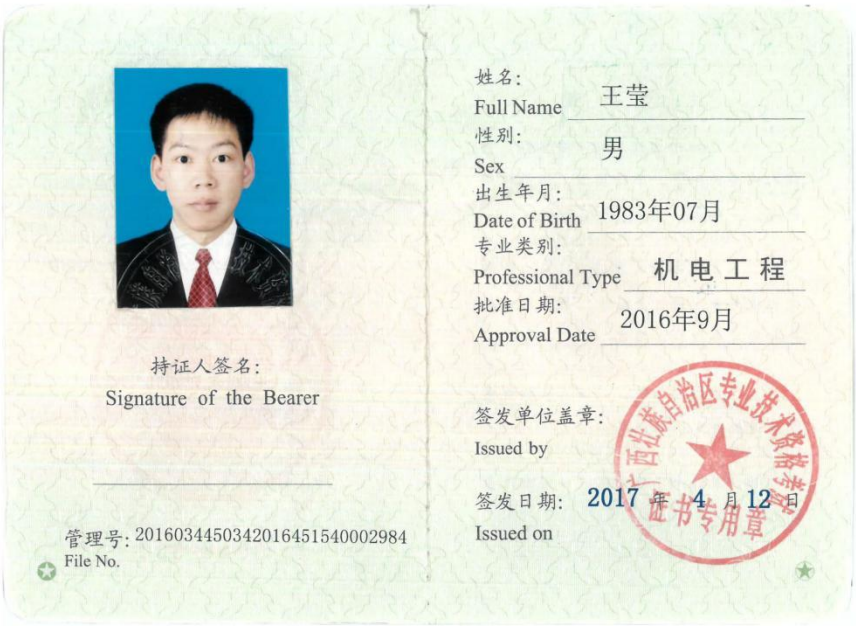 持证人签名:
Signature of the Bearer
管理号: 2016034450342016451540002984
File No.
姓名:
Full Name 王莹
性别:
Sex 男
出生年月:
Date of Birth 1983年07月
专业类别:
Professional Type 机电工程
批准日期:
Approval Date 2016年9月
签发单位盖章:
Issued by
签发日期: 2017 年 4 月 12 日
Issued on
广西壮族自治区专业技术资格考试
证书专用章